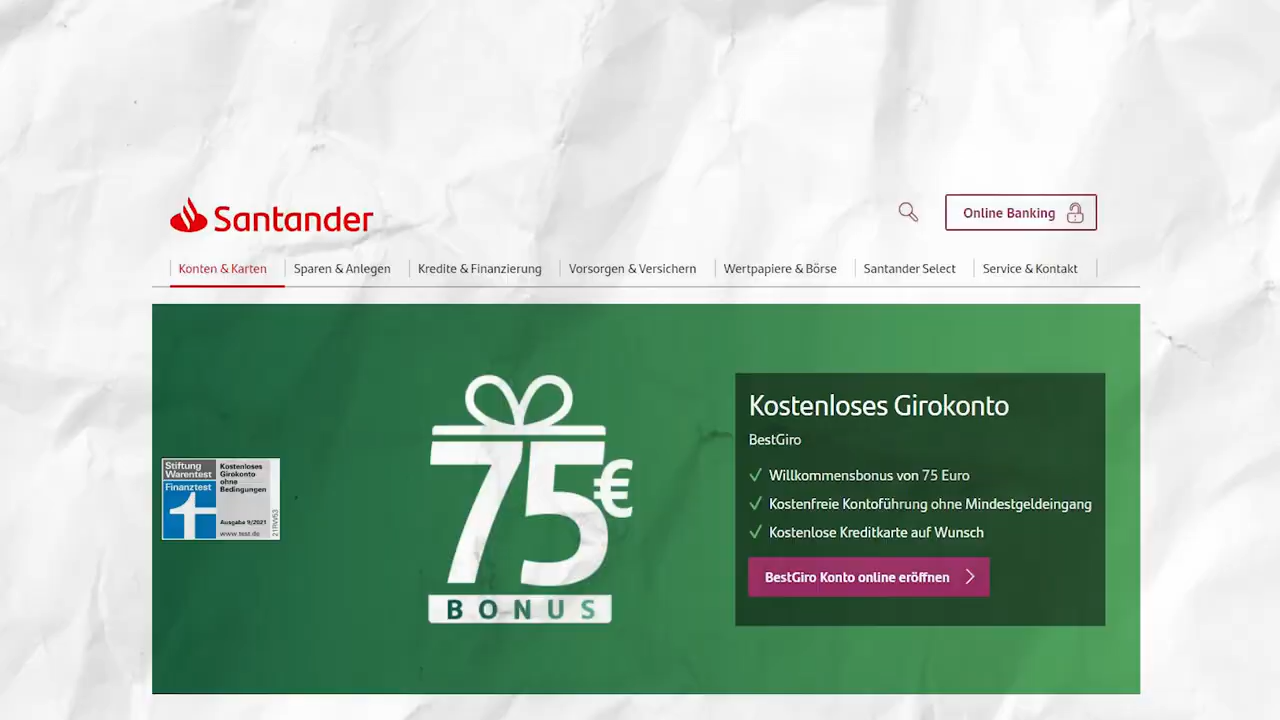 Santander
Online Banking
Konten & Karten
Sparen & Anlegen
Kredite & Finanzierung
Vorsorgen & Versichern
Wertpapiere & Börse
Santander Select
Service & Kontakt
Stiftung
Warentest
Finanztest
Kostenloses
Girokonto
ohne
Bedingungen
Ausgabe 9/2021
www.test.de
21RW53
75€
BONUS
Kostenloses Girokonto
BestGiro
Willkommensbonus von 75 Euro
Kostenfreie Kontoführung ohne Mindestgeldeingang
Kostenlose Kreditkarte auf Wunsch
BestGiro Konto online eröffnen